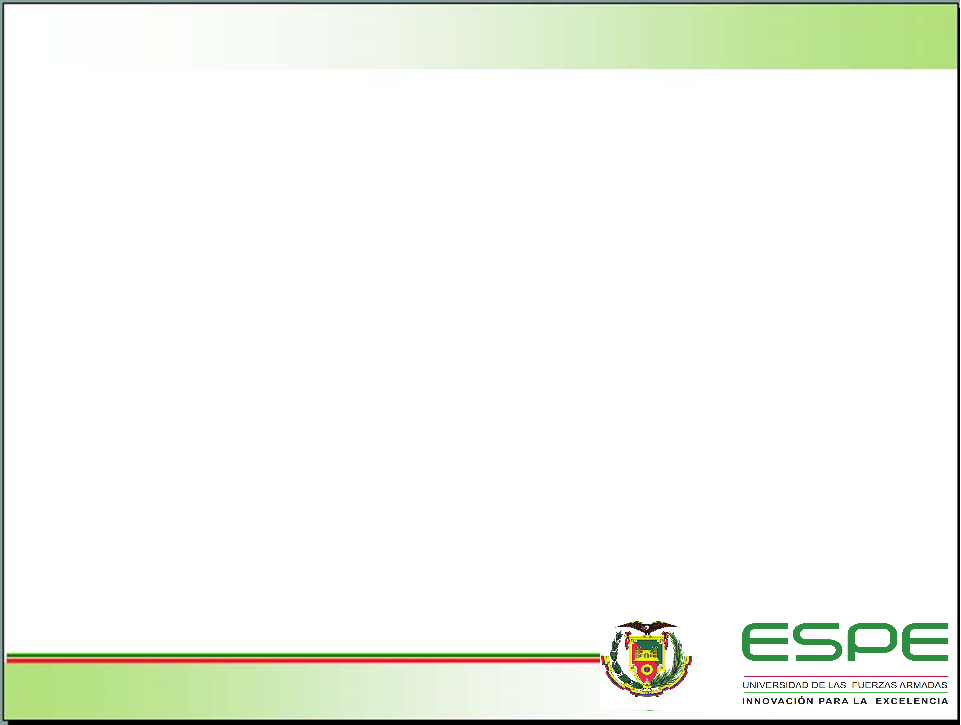 ESPE
UNIVERSIDAD DE LAS FUERZAS ARMADAS
INNOVACIÓN PARA LA EXCELENCIA